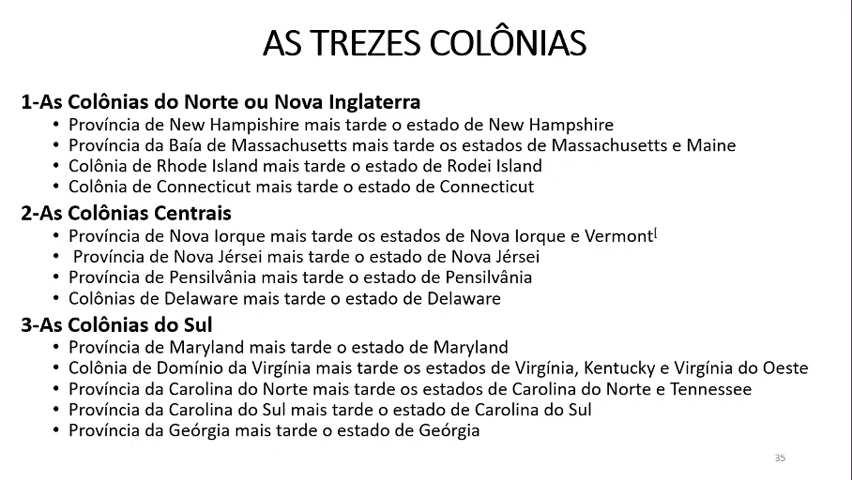 AS TREZES COLÔNIAS
1-As Colônias do Norte ou Nova Inglaterra
• Província de New Hampishire mais tarde o estado de New Hampshire
• Província da Baía de Massachusetts mais tarde os estados de Massachusetts e Maine
• Colônia de Rhode Island mais tarde o estado de Rodei Island
• Colônia de Connecticut mais tarde o estado de Connecticut
2-As Colônias Centrais
• Província de Nova Iorque mais tarde os estados de Nova Iorque e Vermont[
• Província de Nova Jérsei mais tarde o estado de Nova Jérsei
• Província de Pensilvânia mais tarde o estado de Pensilvânia
• Colônias de Delaware mais tarde o estado de Delaware
3-As Colônias do Sul
• Província de Maryland mais tarde o estado de Maryland
• Colônia de Domínio da Virgínia mais tarde os estados de Virgínia, Kentucky e Virgínia do Oeste
• Província da Carolina do Norte mais tarde os estados de Carolina do Norte e Tennessee
• Província da Carolina do Sul mais tarde o estado de Carolina do Sul
• Província da Geórgia mais tarde o estado de Geórgia
35